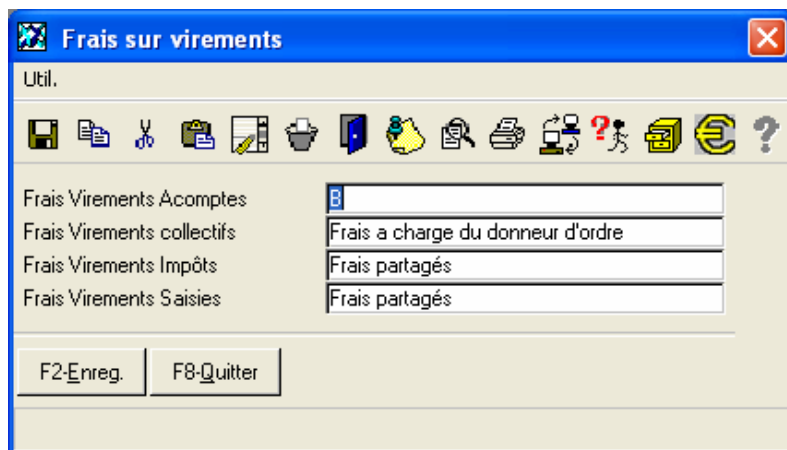 Frais sur virements
Util.
Frais Virements Acomptes B
Frais Virements collectifs Frais a charge du donneur d'ordre
Frais Virements Impôts Frais partagés
Frais Virements Saisies Frais partagés
F2-Enreg. F8-Quitter